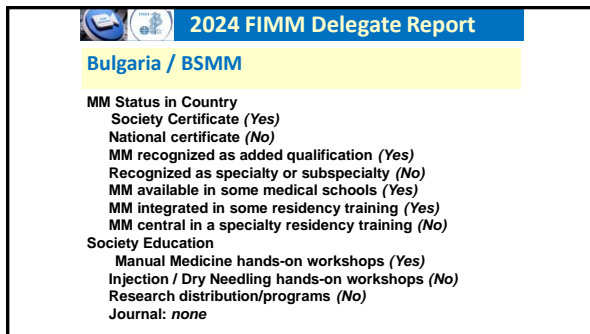 2024 FIMM Delegate Report
Bulgaria / BSMM
MM Status in Country
Society Certificate (Yes)
National certificate (No)
MM recognized as added qualification (Yes)
Recognized as specialty or subspecialty (No)
MM available in some medical schools (Yes)
MM integrated in some residency training (Yes)
MM central in a specialty residency training (No)
Society Education
Manual Medicine hands-on workshops (Yes)
Injection / Dry Needling hands-on workshops (No)
Research distribution/programs (No)
Journal: none